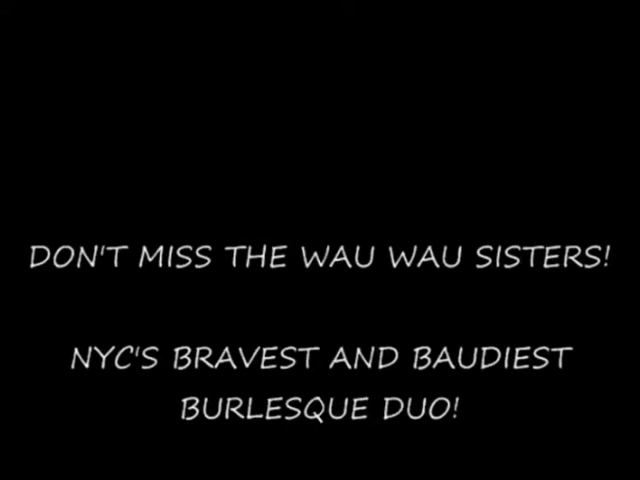 DON'T MISS THE WAU WAU SISTERS!
NYC'S BRAVEST AND BAUDIEST
BURLESQUE DUO!